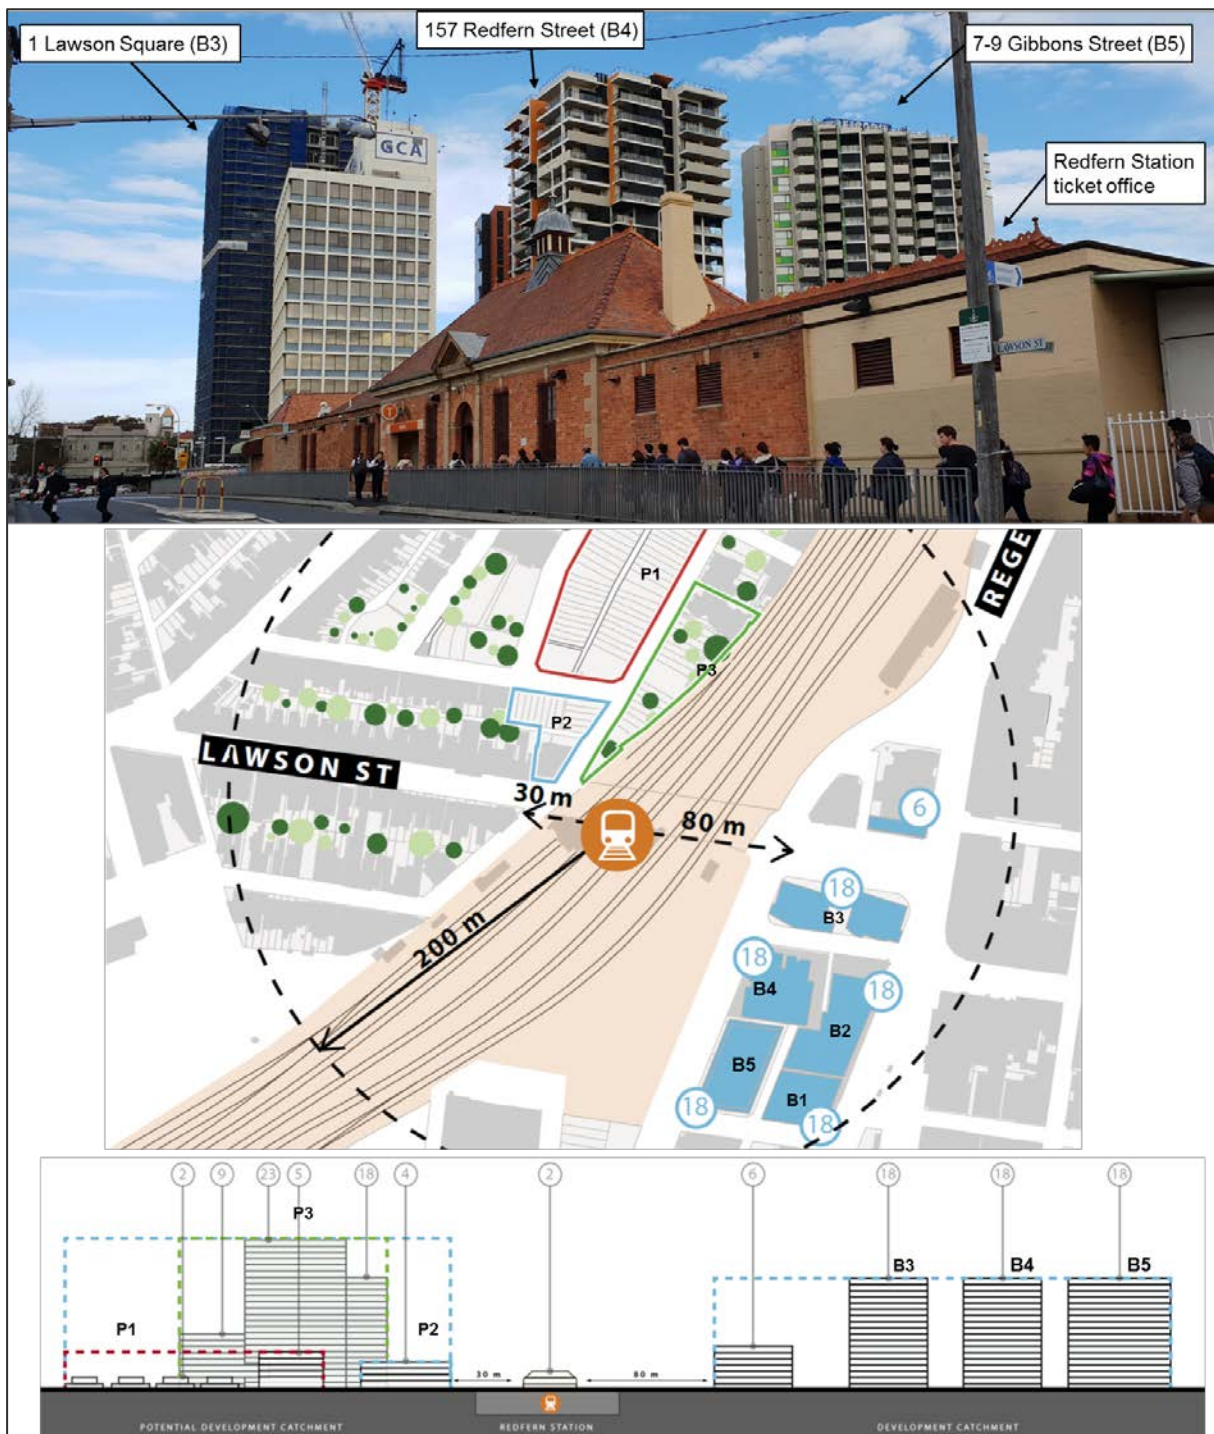 1 Lawson Square (B3)
157 Redfern Street (B4)
7-9 Gibbons Street (B5)
GCA
Redfern Station
ticket office
T
LAWSON ST
P1
REGE
P3
P2
LAWSON ST
30 m
80 m
6
200 m
18
B3
18
B4
18
B2
B5
B1
18
18
2
9
23
5
18
4
2
6
18
18
18
P3
B3
B4
B5
P1
P2
30 m
80 m
POTENTIAL DEVELOPMENT CATCHMENT
REDFERN STATION
DEVELOPMENT CATCHMENT